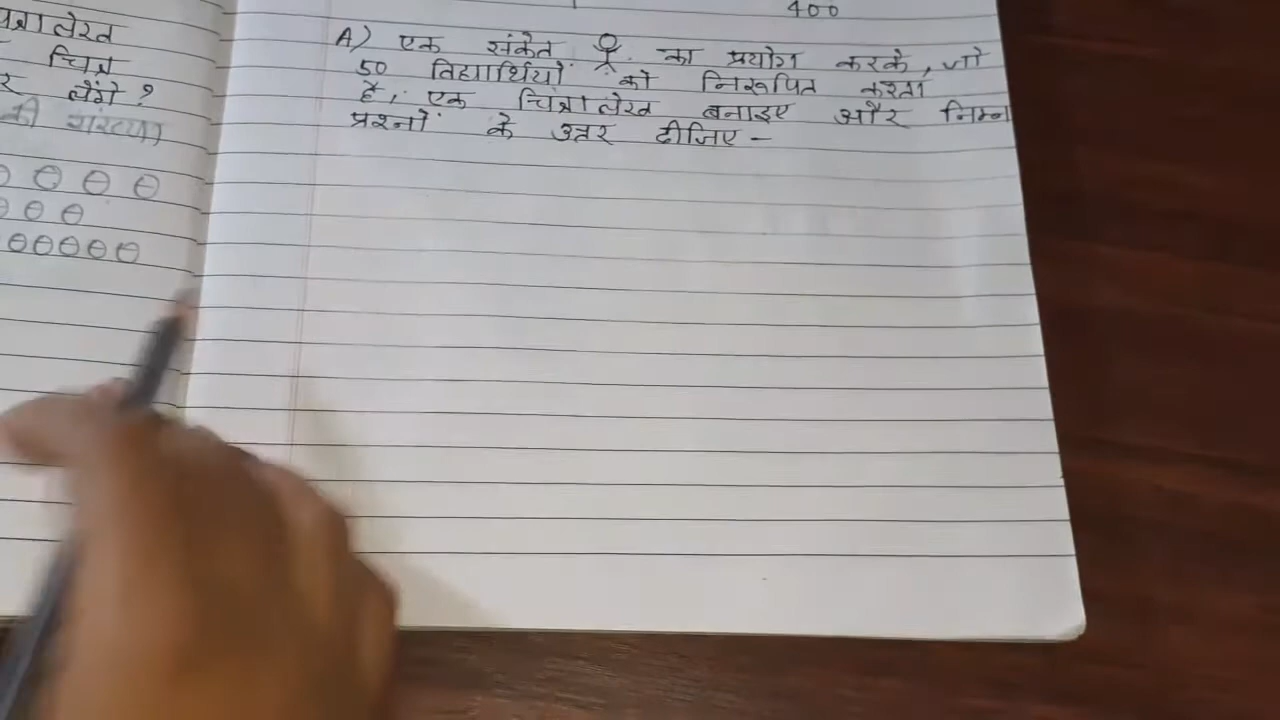 400
A) एक संकेत का प्रयोग करके, जो
50 विद्यार्थियों को निरूपित करता
है, एक चित्रालेख बनाइए और निम्न
प्रश्नों के उत्तर दीजिए -
चित्र
लेंगे ?
की संख्या)